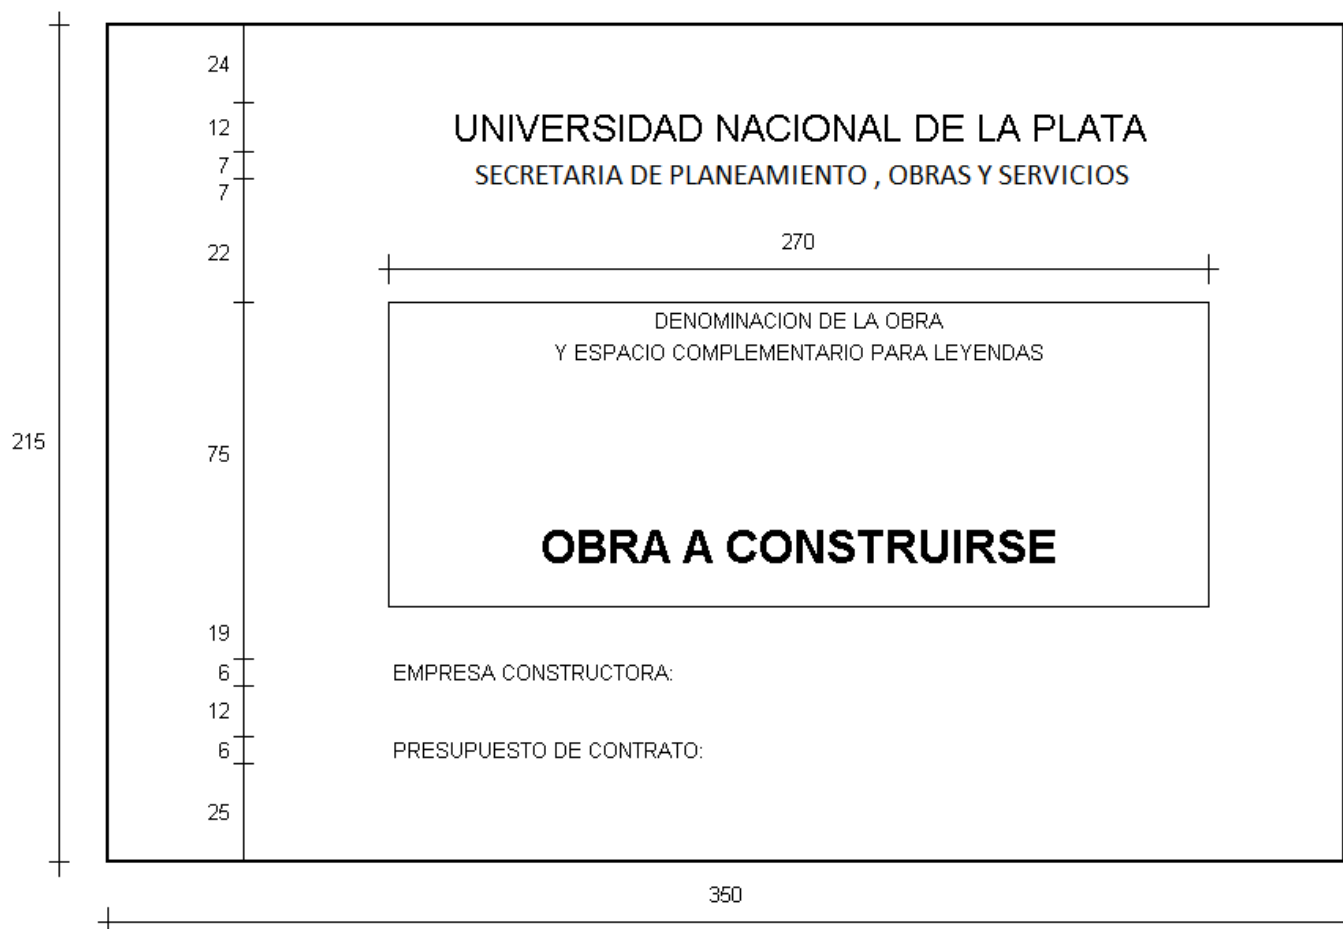 24
12
UNIVERSIDAD NACIONAL DE LA PLATA
7
SECRETARIA DE PLANEAMIENTO , OBRAS Y SERVICIOS
7
22
270
DENOMINACION DE LA OBRA
Y ESPACIO COMPLEMENTARIO PARA LEYENDAS
215
75
OBRA A CONSTRUIRSE
19
6
EMPRESA CONSTRUCTORA:
12
6
PRESUPUESTO DE CONTRATO:
25
350